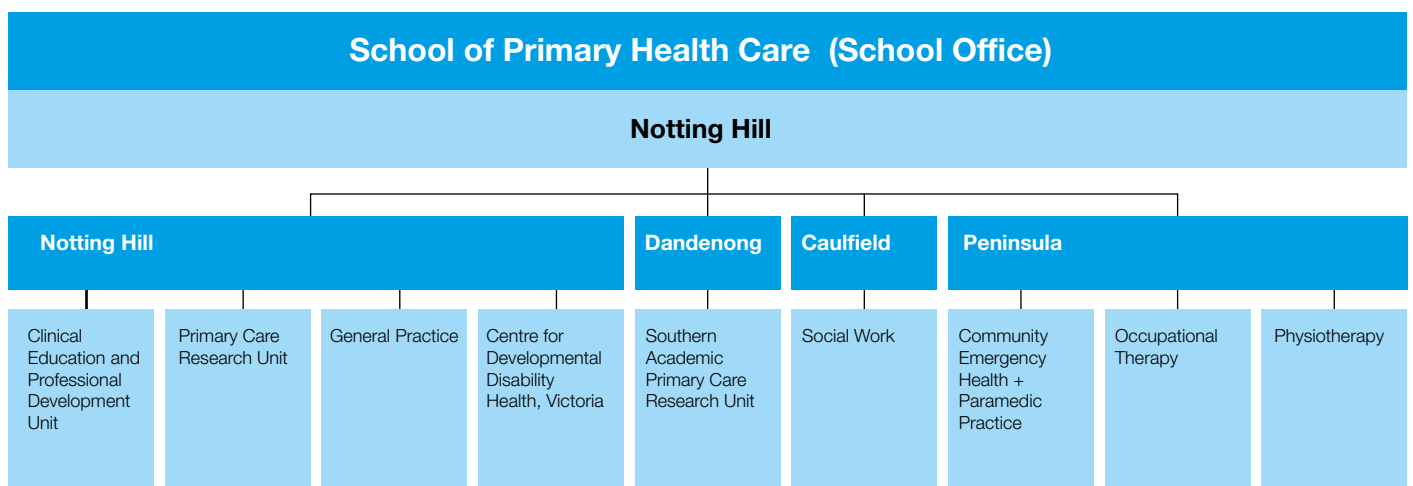 School of Primary Health Care (School Office)
Notting Hill
Notting Hill
Dandenong
Caulfield
Peninsula
Clinical
Education and
Professional
Development
Unit
Primary Care
Research Unit
General Practice
Centre for
Developmental
Disability
Health, Victoria
Southern
Academic
Primary Care
Research Unit
Social Work
Community
Emergency
Health +
Paramedic
Practice
Occupational
Therapy
Physiotherapy